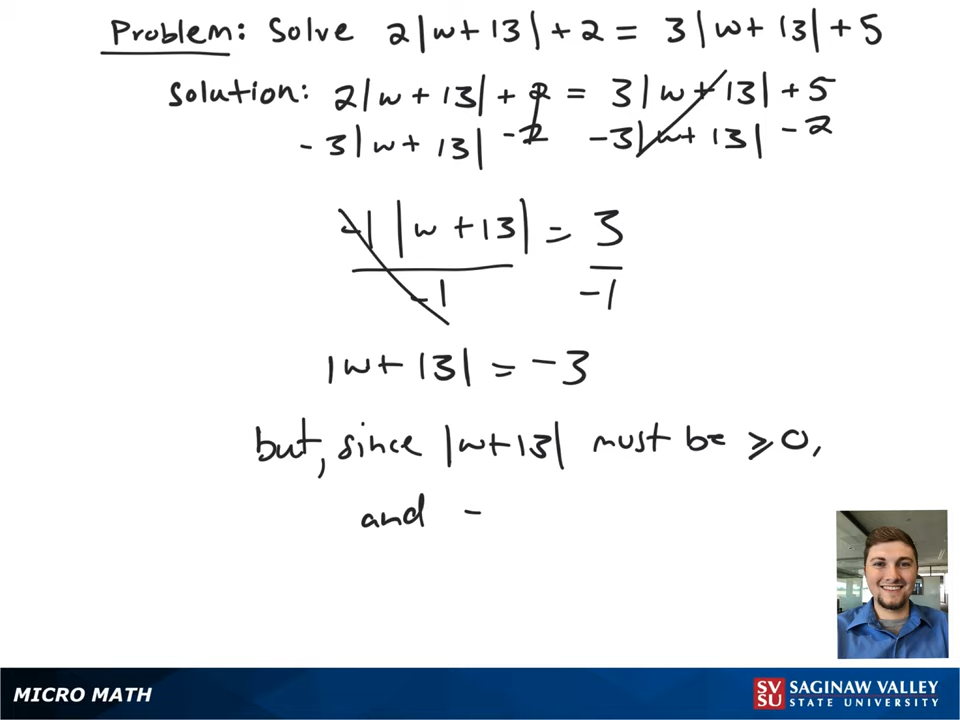 Problem: Solve 2|w+13|+2 = 3|w+13|+5
Solution: 2|w+13|+2 = 3|w+13|+5
-3|w+13| -2 -3|w+13| -2
-1|w+13| = 3
-1 -1
|w+13| = -3
but, since |w+13| must be ≥0,
and -
MICRO MATH
SV SU SAGINAW VALLEY
STATE UNIVERSITY